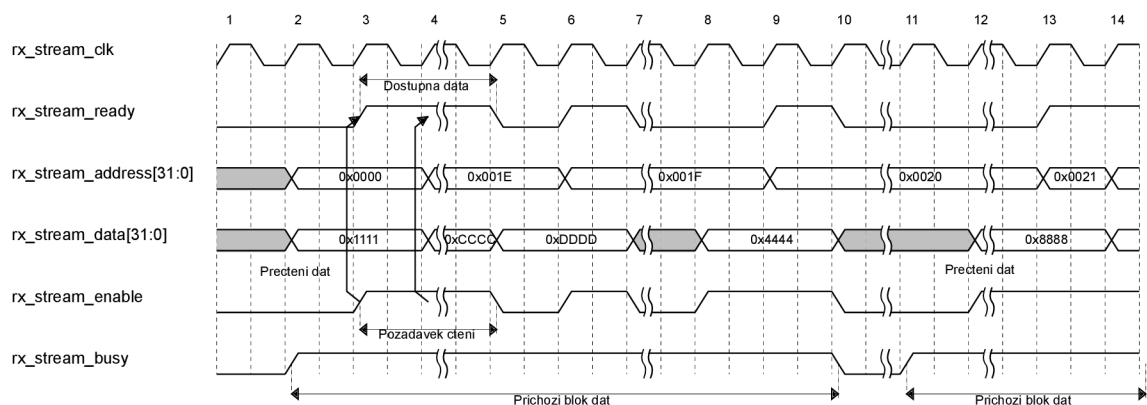 1 2 3 4 5 6 7 8 9 10 11 12 13 14
rx_stream_clk
Dostupna data
rx_stream_ready
rx_stream_address[31:0] 0x0000 0x001E 0x001F 0x0020 0x0021
rx_stream_data[31:0] 0x1111 0xCCCC 0xDDDD 0x4444 0x8888
Precteni dat Precteni dat
rx_stream_enable
Pozadavek cteni
rx_stream_busy
Prichozi blok dat Prichozi blok dat